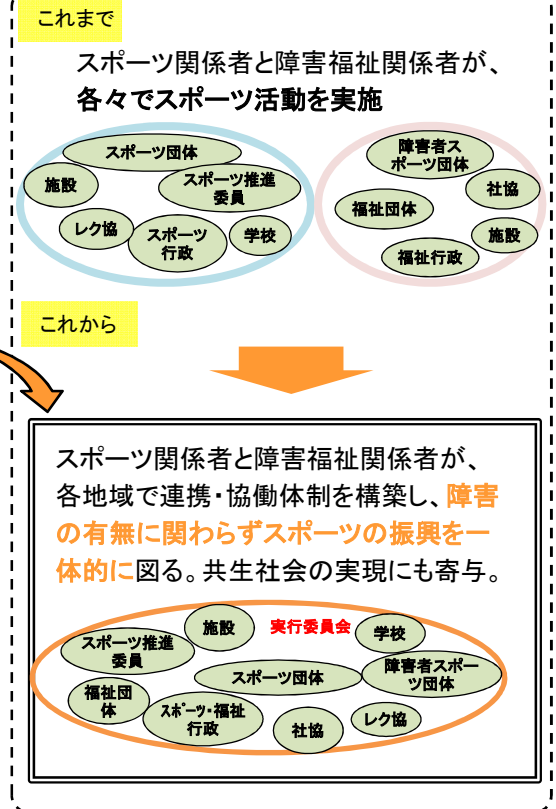 これまで
スポーツ関係者と障害福祉関係者が、
各々でスポーツ活動を実施
スポーツ団体
施設
スポーツ推進
委員
レク協
スポーツ
行政
学校
障害者ス
ポーツ団体
社協
福祉団体
施設
福祉行政
これから
スポーツ関係者と障害福祉関係者が、
各地域で連携・協働体制を構築し、障害
の有無に関わらずスポーツの振興を一
体的に図る。共生社会の実現にも寄与。
施設
実行委員会
学校
スポーツ推進
委員
スポーツ団体
障害者スポー
ツ団体
福祉団
体
スポーツ・福祉
行政
社協
レク協